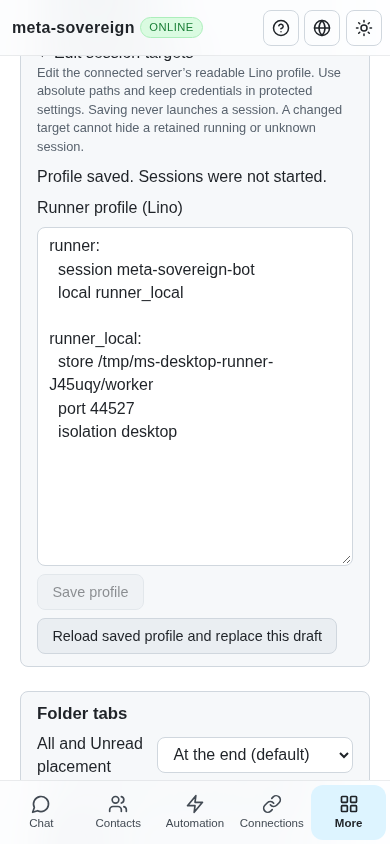 meta-sovereign ONLINE
Edit session targets
Edit the connected server's readable Lino profile. Use
absolute paths and keep credentials in protected
settings. Saving never launches a session. A changed
target cannot hide a retained running or unknown
session.
Profile saved. Sessions were not started.
Runner profile (Lino)
runner:
  session meta-sovereign-bot
  local runner_local

runner_local:
  store /tmp/ms-desktop-runner-
J45uqy/worker
  port 44527
  isolation desktop
Save profile
Reload saved profile and replace this draft
Folder tabs
All and Unread
placement
At the end (default)
Chat Contacts Automation Connections More